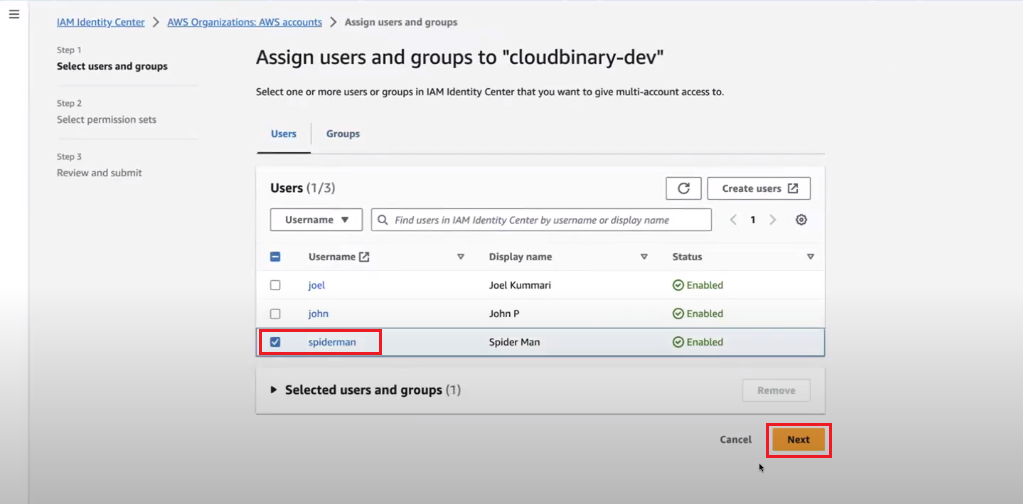 IAM Identity Center > AWS Organizations: AWS accounts > Assign users and groups
Step 1
Select users and groups
Step 2
Select permission sets
Step 3
Review and submit
Assign users and groups to "cloudbinary-dev"
Select one or more users or groups in IAM Identity Center that you want to give multi-account access to.
Users Groups
Users (1/3) Create users
Username Find users in IAM Identity Center by username or display name 1
Username Display name Status
joel Joel Kummari Enabled
john John P Enabled
spiderman Spider Man Enabled
Selected users and groups (1) Remove
Cancel Next